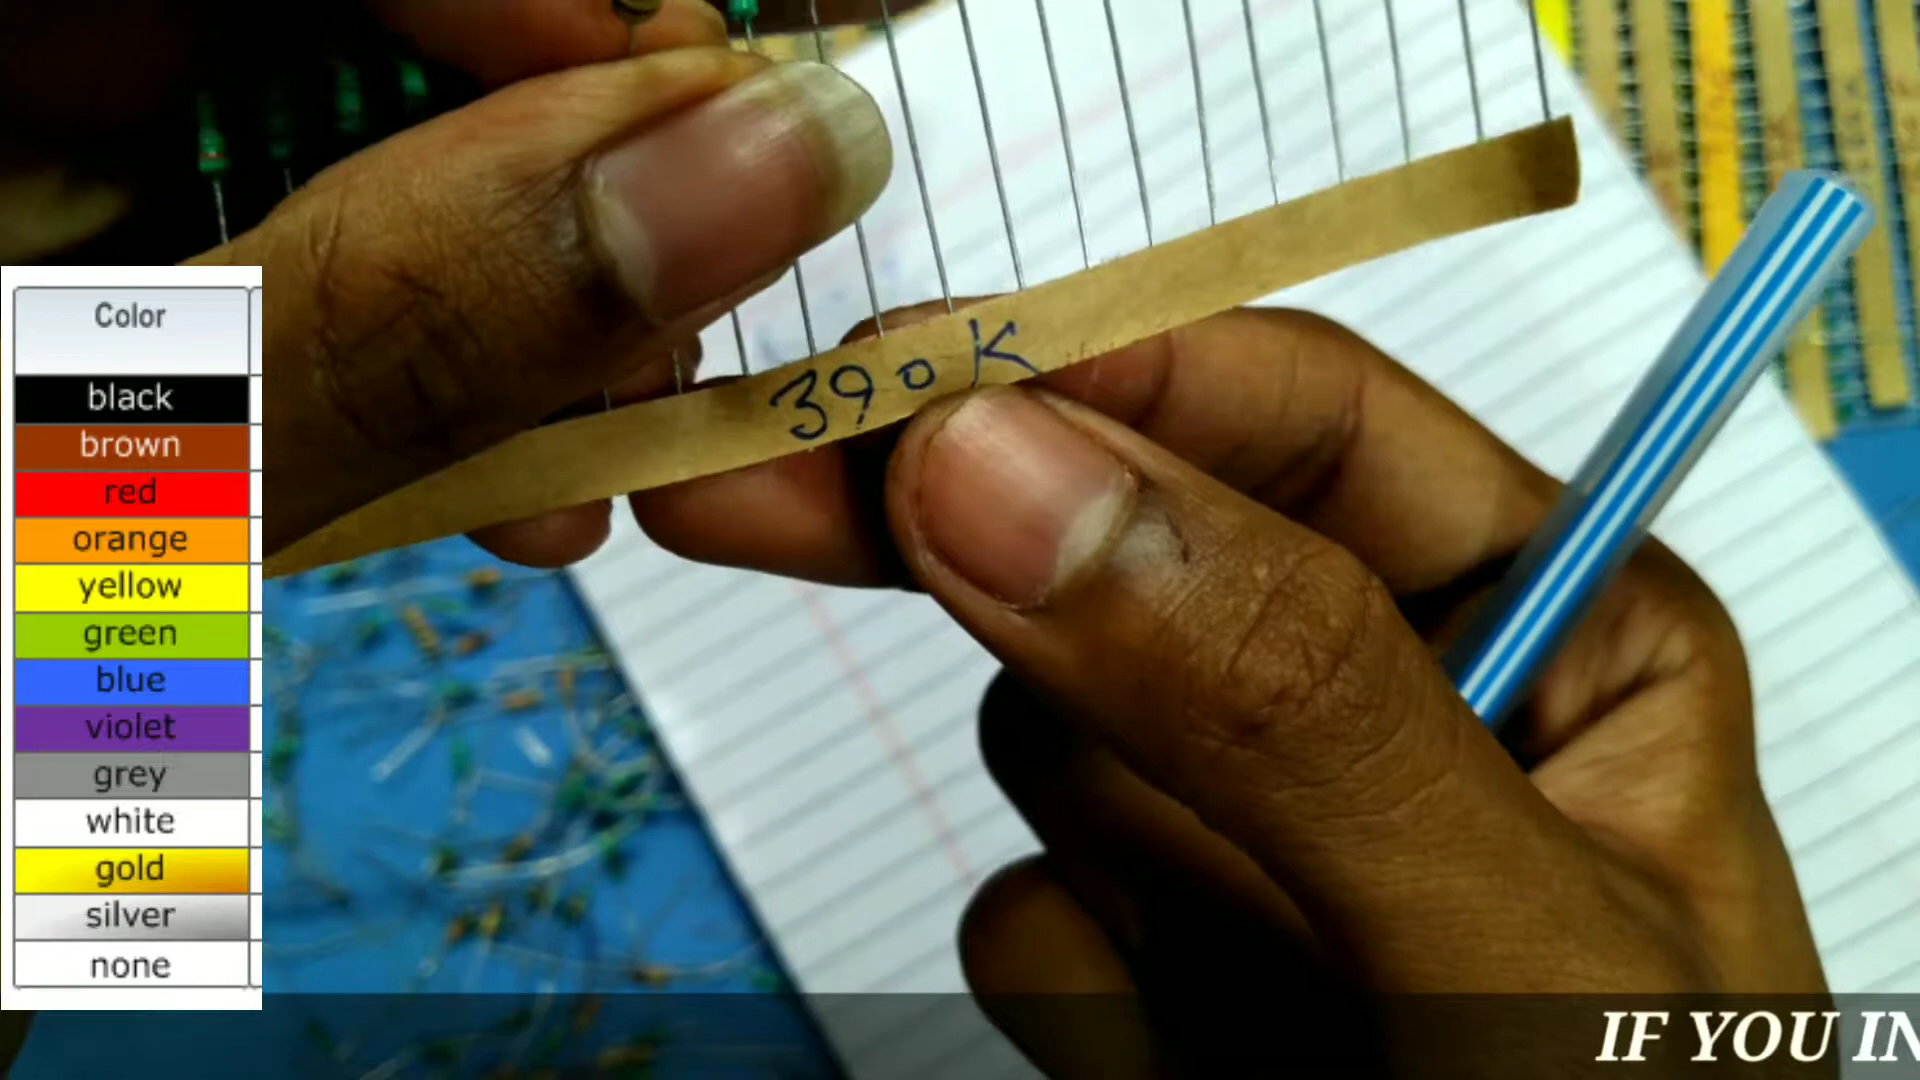 Color
black
brown
red
orange
yellow
green
blue
violet
grey
white
gold
silver
none
390K
IF YOU IN